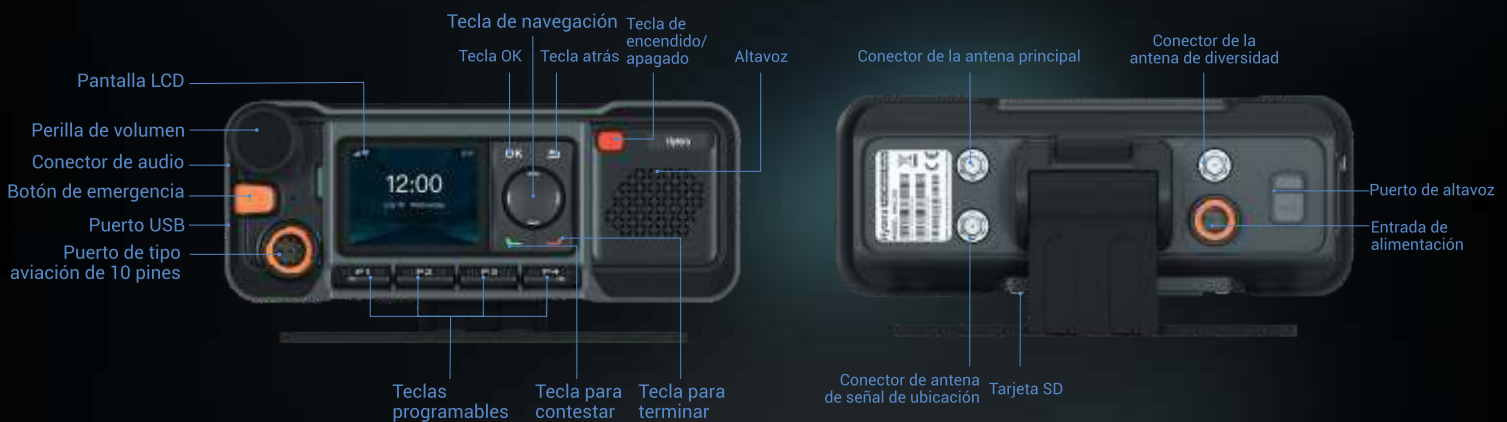 Tecla de navegación
Tecla de
encendido/
apagado
Tecla OK
Tecla atrás
Altavoz
Pantalla LCD
Perilla de volumen
Conector de audio
Botón de emergencia
Puerto USB
Puerto de tipo
aviación de 10 pines
12:00
OK
Hytera
P1
P2
P3
P4
Teclas
programables
Tecla para
contestar
Tecla para
terminar
Conector de la antena principal
Conector de la
antena de diversidad
Puerto de altavoz
Entrada de
alimentación
Hytera
CE
Conector de antena
de señal de ubicación
Tarjeta SD